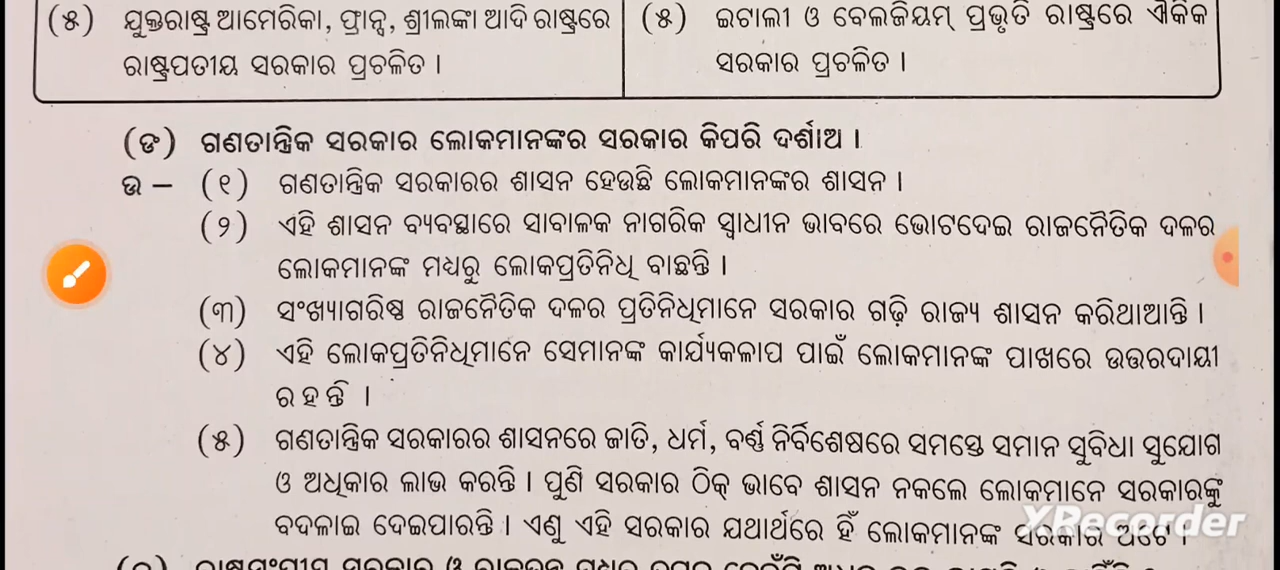 (୫) ଯୁକ୍ତରାଷ୍ଟ୍ର ଆମେରିକା, ଫ୍ରାନ୍ସ, ଶ୍ରୀଲଙ୍କା ଆଦି ରାଷ୍ଟ୍ରରେ
ରାଷ୍ଟ୍ରପତୀୟ ସରକାର ପ୍ରଚଳିତ ।
(୫) ଇଟାଲୀ ଓ ବେଲଜିୟମ୍ ପ୍ରଭୃତି ରାଷ୍ଟ୍ରରେ ଐକିକ
ସରକାର ପ୍ରଚଳିତ ।
(ଙ) ଗଣତାନ୍ତ୍ରିକ ସରକାର ଲୋକମାନଙ୍କର ସରକାର କିପରି ଦର୍ଶାଅ ।
ଉ – (୧) ଗଣତାନ୍ତ୍ରିକ ସରକାରର ଶାସନ ହେଉଛି ଲୋକମାନଙ୍କର ଶାସନ ।
(୨) ଏହି ଶାସନ ବ୍ୟବସ୍ଥାରେ ସାବାଳକ ନାଗରିକ ସ୍ୱାଧୀନ ଭାବରେ ଭୋଟଦେଇ ରାଜନୈତିକ ଦଳର
ଲୋକମାନଙ୍କ ମଧ୍ୟରୁ ଲୋକପ୍ରତିନିଧି ବାଛନ୍ତି ।
(୩) ସଂଖ୍ୟାଗରିଷ୍ଠ ରାଜନୈତିକ ଦଳର ପ୍ରତିନିଧିମାନେ ସରକାର ଗଢ଼ି ରାଜ୍ୟ ଶାସନ କରିଥାଆନ୍ତି ।
(୪) ଏହି ଲୋକପ୍ରତିନିଧିମାନେ ସେମାନଙ୍କ କାର୍ଯ୍ୟକଳାପ ପାଇଁ ଲୋକମାନଙ୍କ ପାଖରେ ଉତ୍ତରଦାୟୀ
ରହନ୍ତି ।
(୫) ଗଣତାନ୍ତ୍ରିକ ସରକାରର ଶାସନରେ ଜାତି, ଧର୍ମ, ବର୍ଣ୍ଣ ନିର୍ବିଶେଷରେ ସମସ୍ତେ ସମାନ ସୁବିଧା ସୁଯୋଗ
ଓ ଅଧିକାର ଲାଭ କରନ୍ତି । ପୁଣି ସରକାର ଠିକ୍ ଭାବେ ଶାସନ ନକଲେ ଲୋକମାନେ ସରକାରଙ୍କୁ
ବଦଳାଇ ଦେଇପାରନ୍ତି । ଏଣୁ ଏହି ସରକାର ଯଥାର୍ଥରେ ହିଁ ଲୋକମାନଙ୍କ ସରକାର ଅଟେ ।
XRecorder